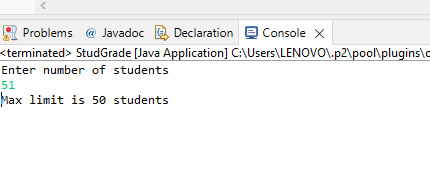 Problems @ Javadoc Declaration Console
<terminated> StudGrade [Java Application] C:\Users\LENOVO\.p2\pool\plugins\
Enter number of students
51
Max limit is 50 students